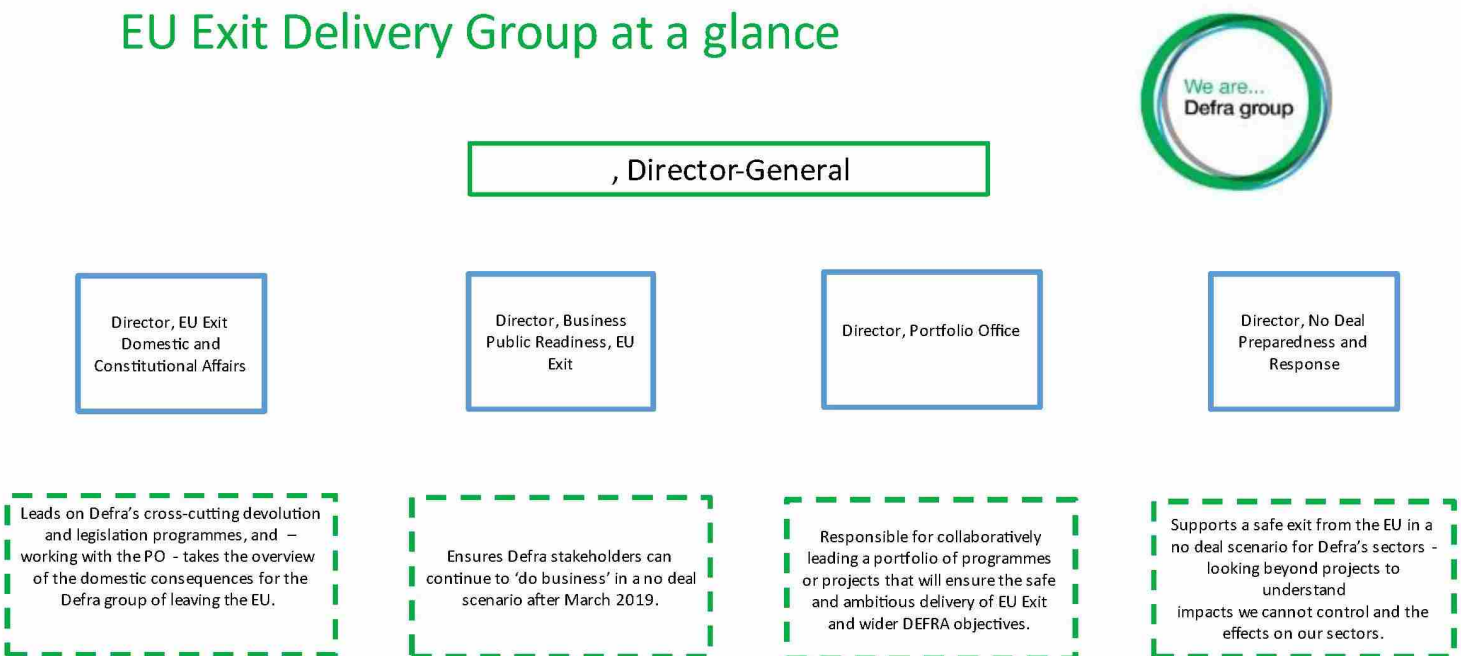 EU Exit Delivery Group at a glance
We are...
Defra group
, Director-General
Director, EU Exit
Domestic and
Constitutional Affairs
Director, Business
Public Readiness, EU
Exit
Director, Portfolio Office
Director, No Deal
Preparedness and
Response
Leads on Defra's cross-cutting devolution
and legislation programmes, and –
working with the PO - takes the overview
of the domestic consequences for the
Defra group of leaving the EU.
Ensures Defra stakeholders can
continue to 'do business' in a no deal
scenario after March 2019.
Responsible for collaboratively
leading a portfolio of programmes
or projects that will ensure the safe
and ambitious delivery of EU Exit
and wider DEFRA objectives.
Supports a safe exit from the EU in a
no deal scenario for Defra's sectors -
looking beyond projects to
understand
impacts we cannot control and the
effects on our sectors.